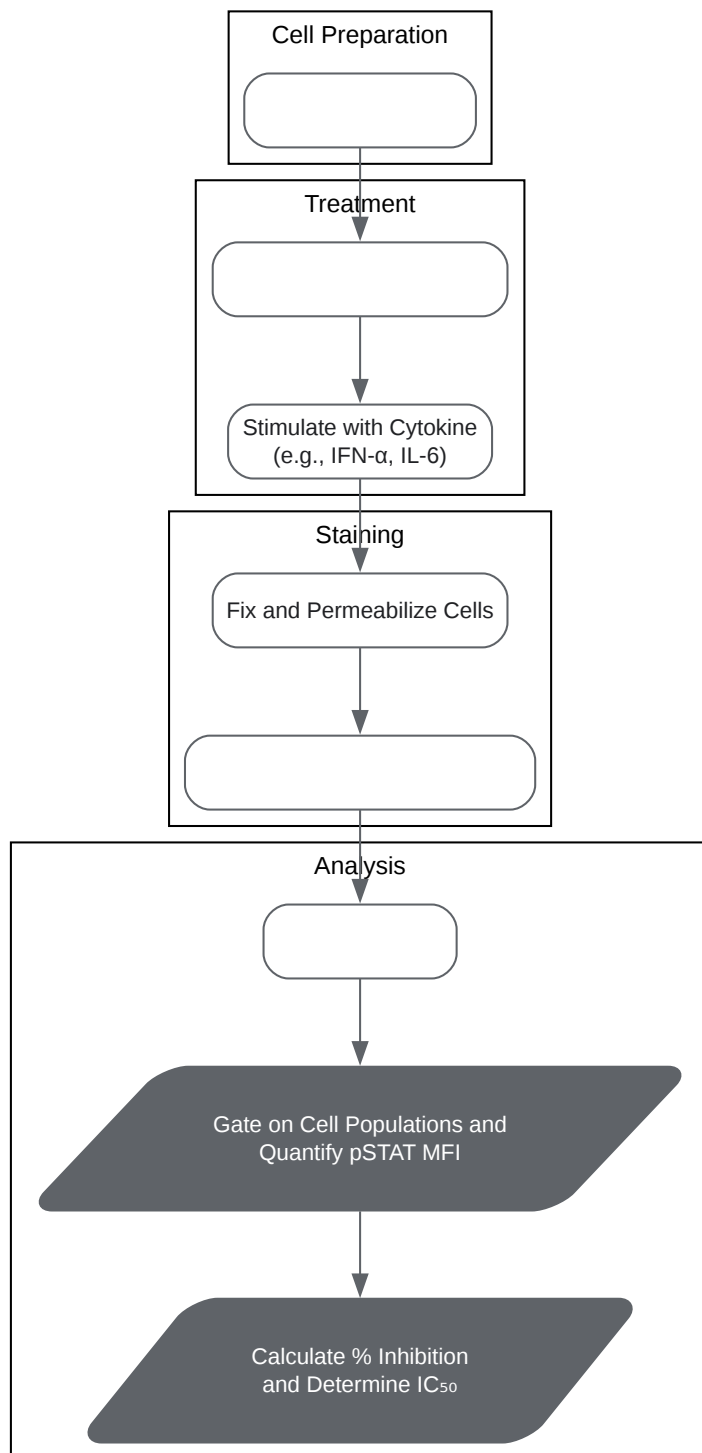 Cell Preparation
Treatment
Stimulate with Cytokine
(e.g., IFN-α, IL-6)
Staining
Fix and Permeabilize Cells
Analysis
Gate on Cell Populations and
Quantify pSTAT MFI
Calculate % Inhibition
and Determine IC₅₀